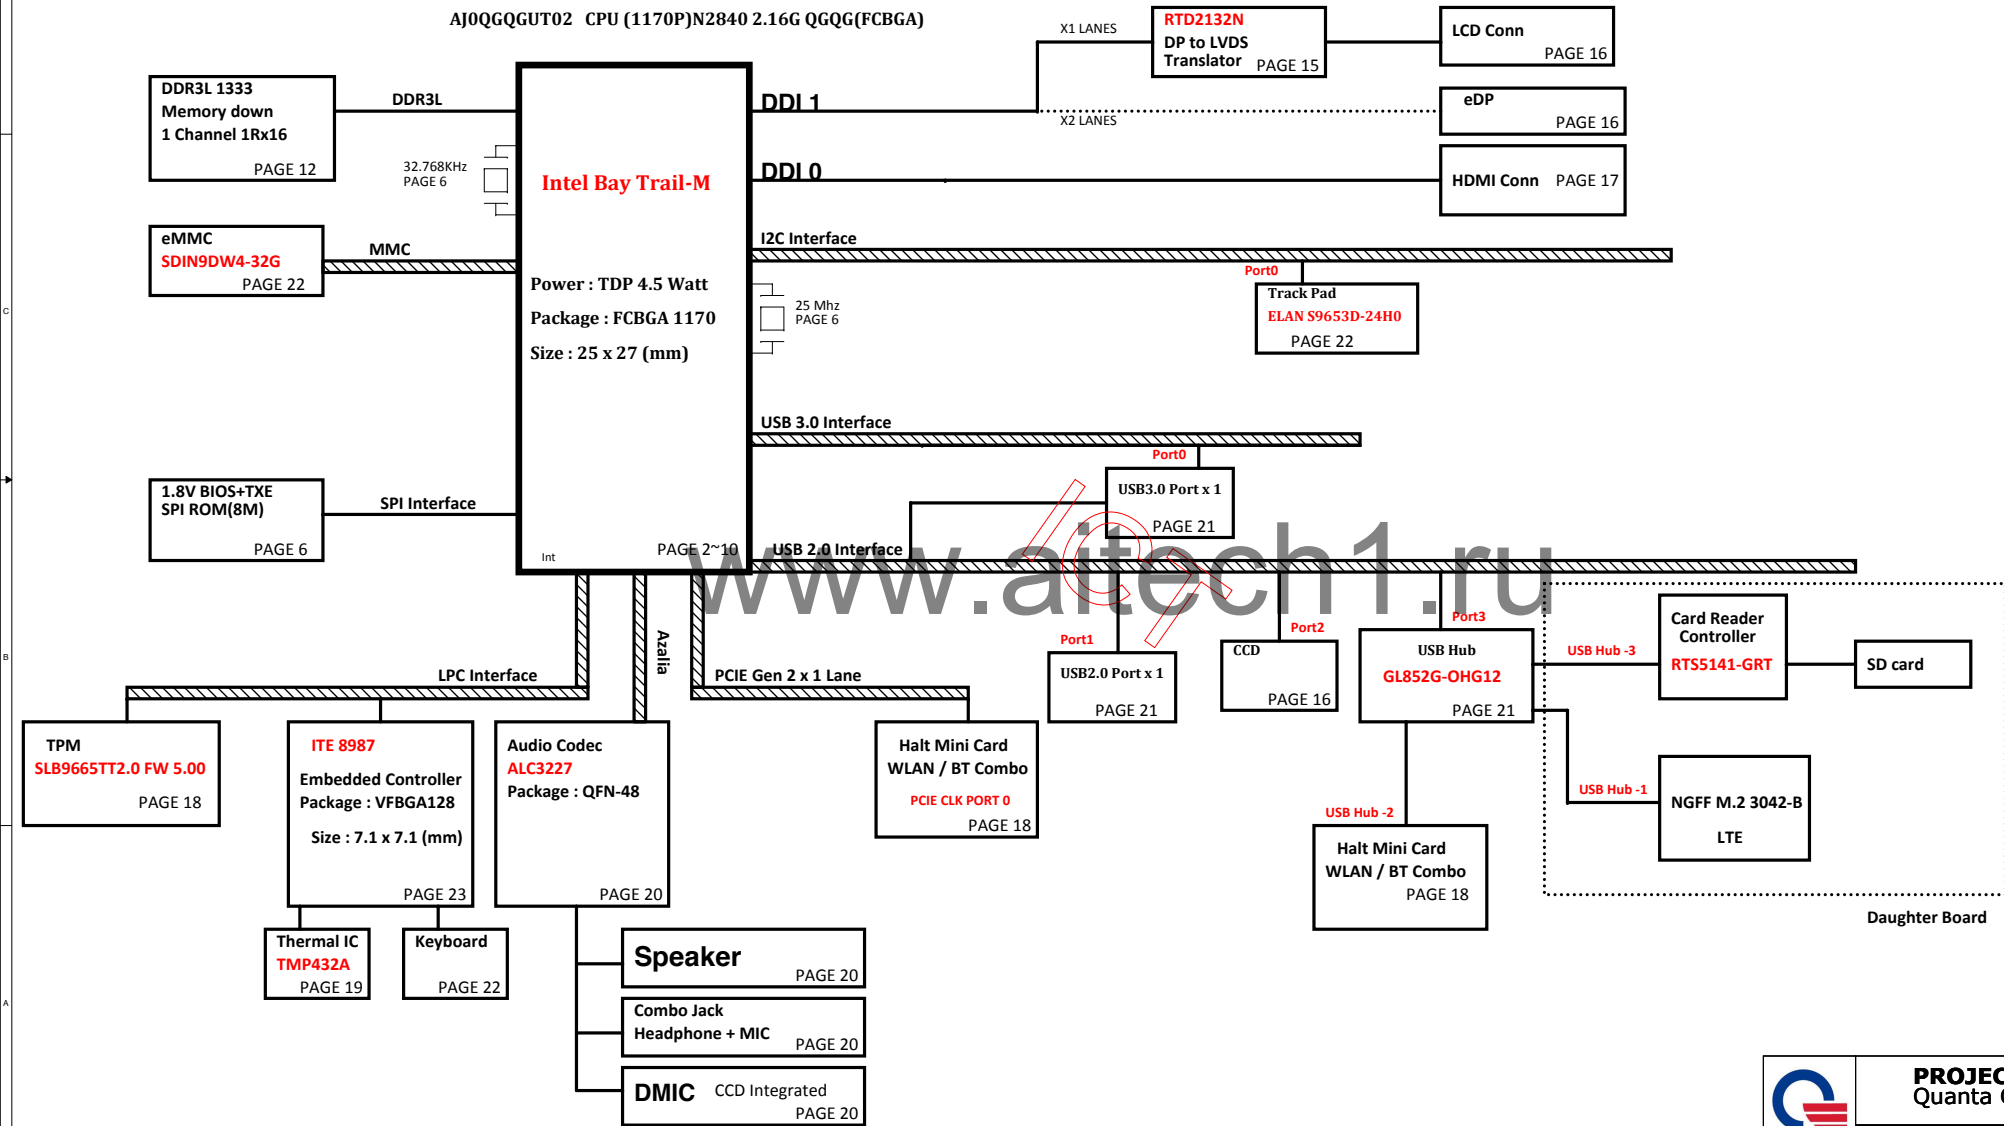 AJ0QGQGUT02 CPU (1170P)N2840 2.16G QGQG(FCBGA)
DDR3L 1333
Memory down
1 Channel 1Rx16
PAGE 12
DDR3L
32.768KHz
PAGE 6
eMMC
SDIN9DW4-32G
PAGE 22
MMC
1.8V BIOS+TXE
SPI ROM(8M)
PAGE 6
SPI Interface
Intel Bay Trail-M
Power : TDP 4.5 Watt
Package : FCBGA 1170
Size : 25 x 27 (mm)
Int
PAGE 2~10
DDI 1
X1 LANES
X2 LANES
RTD2132N
DP to LVDS
Translator
PAGE 15
LCD Conn
PAGE 16
eDP
PAGE 16
DDI 0
HDMI Conn PAGE 17
I2C Interface
Port0
Track Pad
ELAN S9653D-24H0
PAGE 22
25 Mhz
PAGE 6
USB 3.0 Interface
Port0
USB3.0 Port x 1
PAGE 21
USB 2.0 Interface
www.aitech1.ru
Port1
USB2.0 Port x 1
PAGE 21
Port2
CCD
PAGE 16
Port3
USB Hub
GL852G-OHG12
PAGE 21
USB Hub -3
Card Reader
Controller
RTS5141-GRT
SD card
USB Hub -1
NGFF M.2 3042-B
LTE
USB Hub -2
Halt Mini Card
WLAN / BT Combo
PAGE 18
Daughter Board
LPC Interface
Azalia
PCIE Gen 2 x 1 Lane
TPM
SLB9665TT2.0 FW 5.00
PAGE 18
ITE 8987
Embedded Controller
Package : VFBGA128
Size : 7.1 x 7.1 (mm)
PAGE 23
Audio Codec
ALC3227
Package : QFN-48
PAGE 20
Halt Mini Card
WLAN / BT Combo
PCIE CLK PORT 0
PAGE 18
Thermal IC
TMP432A
PAGE 19
Keyboard
PAGE 22
Speaker
PAGE 20
Combo Jack
Headphone + MIC
PAGE 20
DMIC CCD Integrated
PAGE 20
C
B
A
PROJEC
Quanta